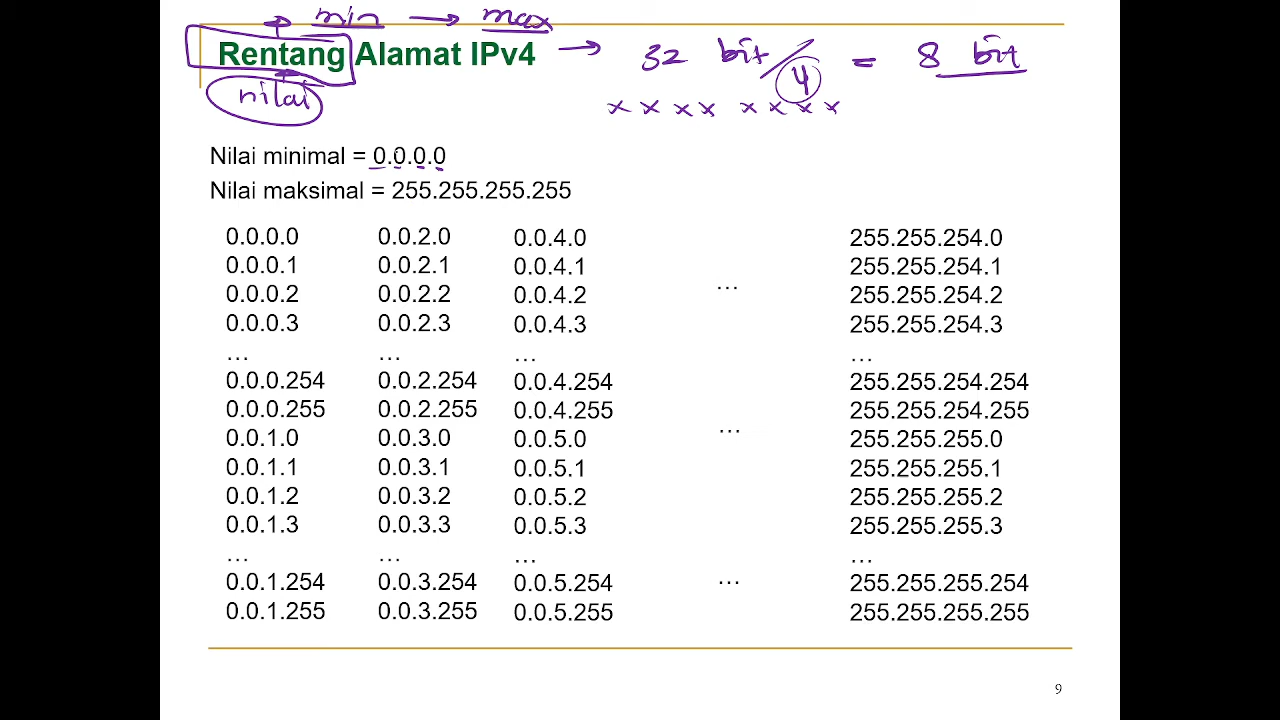 min → max
Rentang Alamat IPv4 → 32 bit/4 = 8 bit
nilai
x x x x x x x x
Nilai minimal = 0.0.0.0
Nilai maksimal = 255.255.255.255
0.0.0.0 0.0.2.0 0.0.4.0 255.255.254.0
0.0.0.1 0.0.2.1 0.0.4.1 255.255.254.1
0.0.0.2 0.0.2.2 0.0.4.2 ... 255.255.254.2
0.0.0.3 0.0.2.3 0.0.4.3 255.255.254.3
... ... ... ...
0.0.0.254 0.0.2.254 0.0.4.254 255.255.254.254
0.0.0.255 0.0.2.255 0.0.4.255 255.255.254.255
0.0.1.0 0.0.3.0 0.0.5.0 ... 255.255.255.0
0.0.1.1 0.0.3.1 0.0.5.1 255.255.255.1
0.0.1.2 0.0.3.2 0.0.5.2 255.255.255.2
0.0.1.3 0.0.3.3 0.0.5.3 255.255.255.3
... ... ... ...
0.0.1.254 0.0.3.254 0.0.5.254 ... 255.255.255.254
0.0.1.255 0.0.3.255 0.0.5.255 255.255.255.255
9